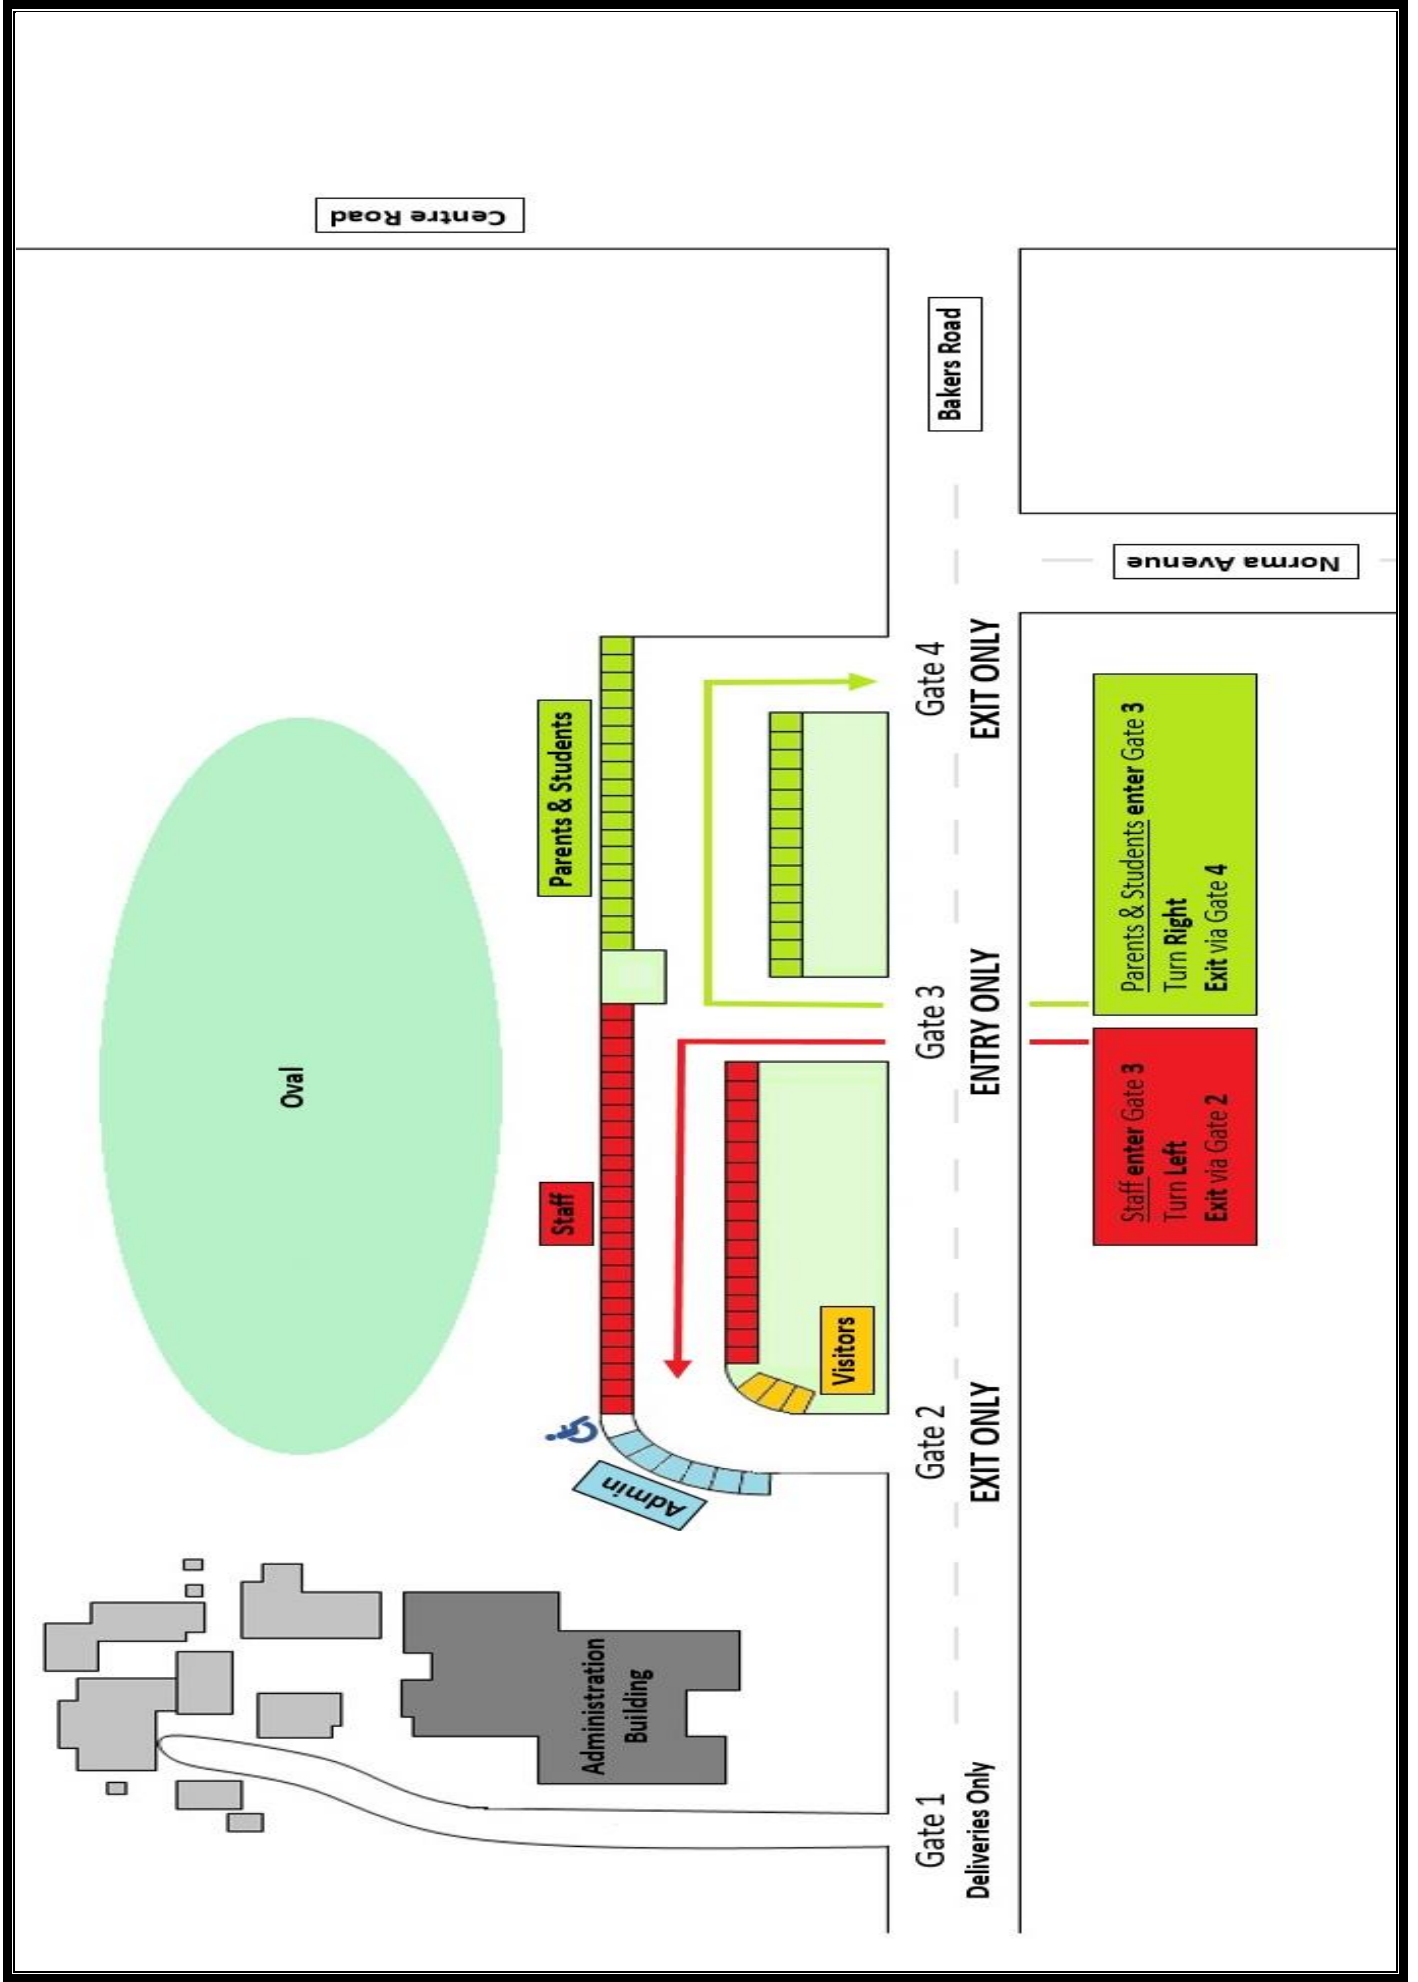 Centre Road
Bakers Road
Norma Avenue
Oval
Parents & Students
Staff
Admin
Visitors
Administration
Building
Gate 1
Deliveries Only
Gate 2
EXIT ONLY
Gate 3
ENTRY ONLY
Gate 4
EXIT ONLY
Staff enter Gate 3
Turn Left
Exit via Gate 2
Parents & Students enter Gate 3
Turn Right
Exit via Gate 4